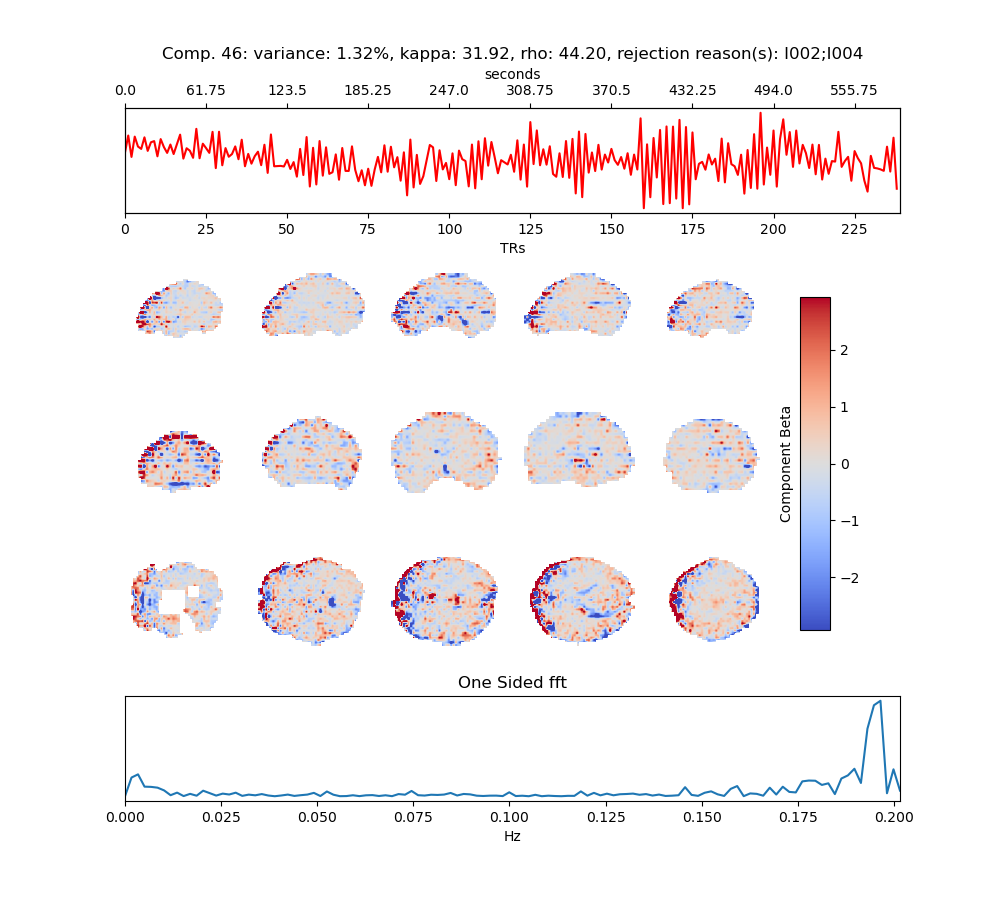 Comp. 46: variance: 1.32%, kappa: 31.92, rho: 44.20, rejection reason(s): I002;I004
seconds
0.0 61.75 123.5 185.25 247.0 308.75 370.5 432.25 494.0 555.75
0 25 50 75 100 125 150 175 200 225
TRs
2
1
0
−1
−2
Component Beta
One Sided fft
0.000 0.025 0.050 0.075 0.100 0.125 0.150 0.175 0.200
Hz